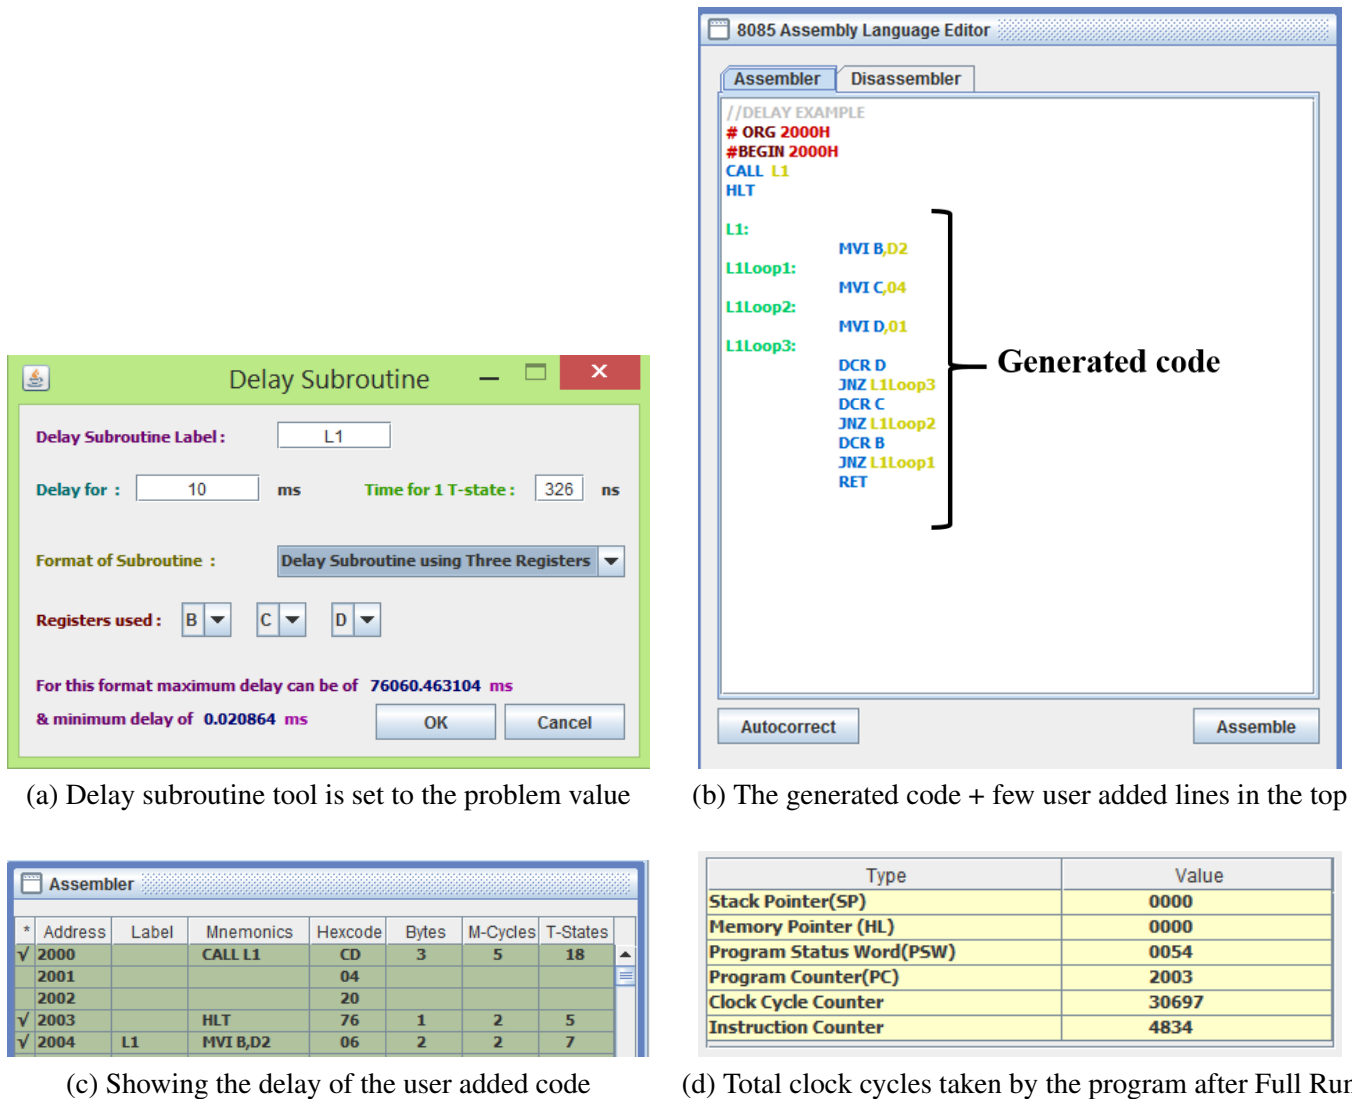 8085 Assembly Language Editor
Assembler Disassembler
//DELAY EXAMPLE
# ORG 2000H
#BEGIN 2000H
CALL L1
HLT
L1:
MVI B,D2
L1Loop1:
MVI C,04
L1Loop2:
MVI D,01
L1Loop3:
DCR D
JNZ L1Loop3
DCR C
JNZ L1Loop2
DCR B
JNZ L1Loop1
RET
Generated code
Autocorrect Assemble
Delay Subroutine
Delay Subroutine Label : L1
Delay for : 10 ms Time for 1 T-state : 326 ns
Format of Subroutine : Delay Subroutine using Three Registers
Registers used : B C D
For this format maximum delay can be of 76060.463104 ms
& minimum delay of 0.020864 ms OK Cancel
(a) Delay subroutine tool is set to the problem value
(b) The generated code + few user added lines in the top
Assembler
* Address Label Mnemonics Hexcode Bytes M-Cycles T-States
√ 2000 CALL L1 CD 3 5 18
2001 04
2002 20
√ 2003 HLT 76 1 2 5
√ 2004 L1 MVI B,D2 06 2 2 7
Type Value
Stack Pointer(SP) 0000
Memory Pointer (HL) 0000
Program Status Word(PSW) 0054
Program Counter(PC) 2003
Clock Cycle Counter 30697
Instruction Counter 4834
(c) Showing the delay of the user added code
(d) Total clock cycles taken by the program after Full Run